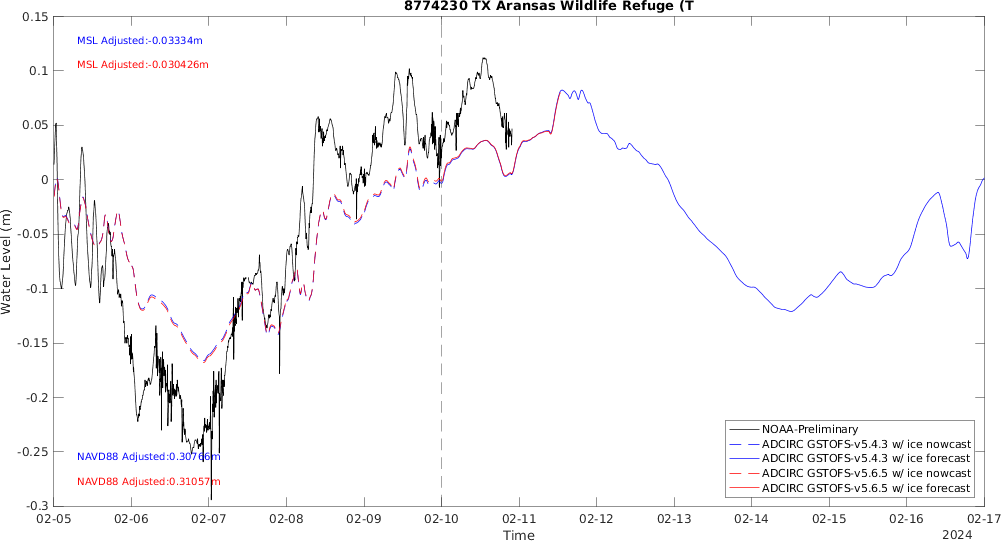 8774230 TX Aransas Wildlife Refuge (T
0.15
0.1
0.05
0
-0.05
-0.1
-0.15
-0.2
-0.25
-0.3
Water Level (m)
MSL Adjusted:-0.03334m
MSL Adjusted:-0.030426m
NAVD88 Adjusted:0.30766m
NAVD88 Adjusted:0.31057m
NOAA-Preliminary
ADCIRC GSTOFS-v5.4.3 w/ ice nowcast
ADCIRC GSTOFS-v5.4.3 w/ ice forecast
ADCIRC GSTOFS-v5.6.5 w/ ice nowcast
ADCIRC GSTOFS-v5.6.5 w/ ice forecast
02-05 02-06 02-07 02-08 02-09 02-10 02-11 02-12 02-13 02-14 02-15 02-16 02-17
Time
2024